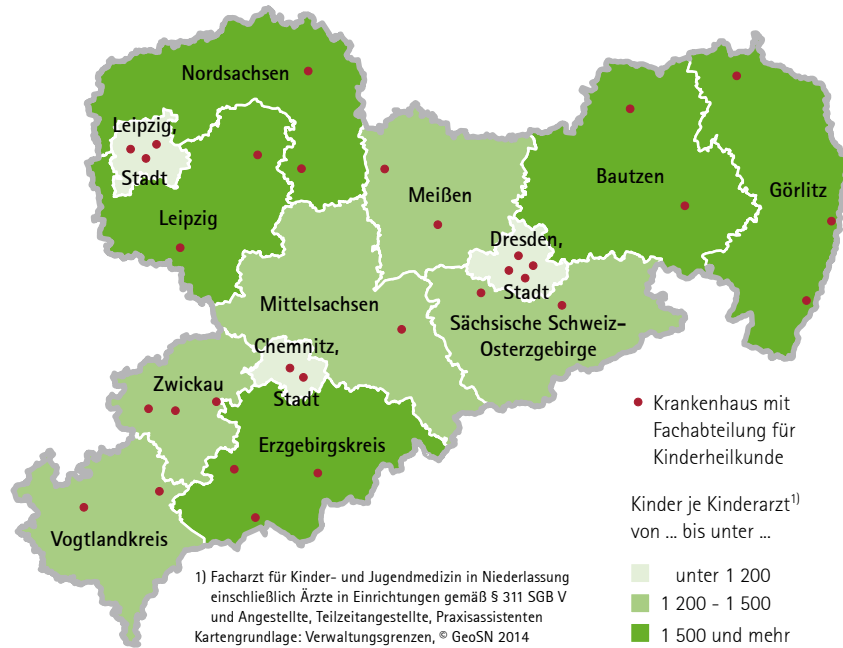 Nordsachsen
Leipzig,
Stadt
Leipzig
Meißen
Bautzen
Görlitz
Dresden,
Stadt
Mittelsachsen
Sächsische Schweiz-
Osterzgebirge
Chemnitz,
Stadt
Zwickau
Erzgebirgskreis
Vogtlandkreis
Krankenhaus mit
Fachabteilung für
Kinderheilkunde
Kinder je Kinderarzt1)
von ... bis unter ...
unter 1 200
1 200 - 1 500
1 500 und mehr
1) Facharzt für Kinder- und Jugendmedizin in Niederlassung
einschließlich Ärzte in Einrichtungen gemäß § 311 SGB V
und Angestellte, Teilzeitangestellte, Praxisassistenten
Kartengrundlage: Verwaltungsgrenzen, © GeoSN 2014